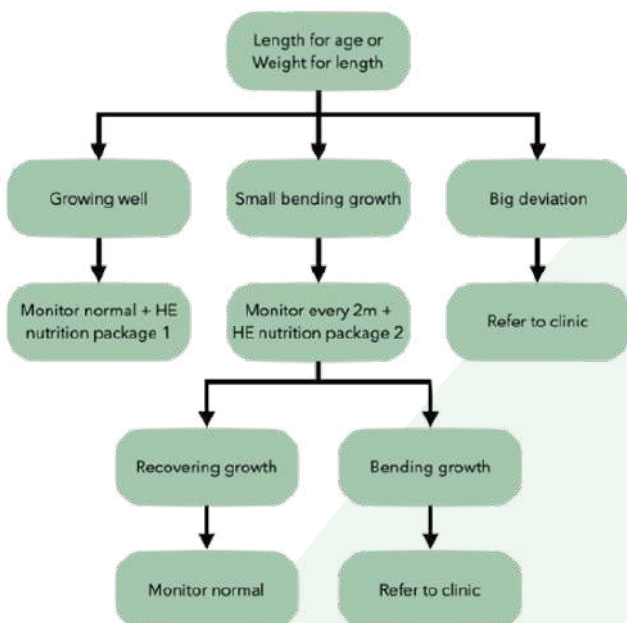 Length for age or
Weight for length
Growing well
Small bending growth
Big deviation
Monitor normal + HE
nutrition package 1
Monitor every 2m +
HE nutrition package 2
Refer to clinic
Recovering growth
Bending growth
Monitor normal
Refer to clinic